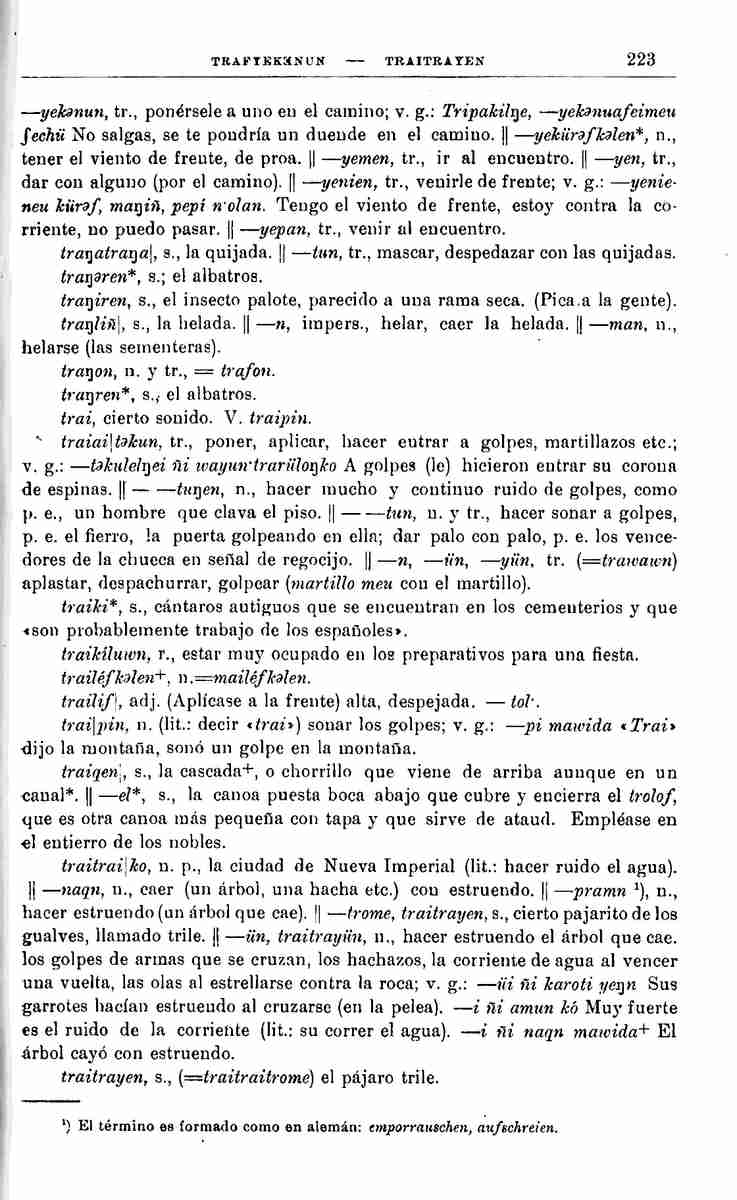 TRAFYEKƎNUN — TRAITRAYEN 223
—yekənun, tr., ponérsele a uno en el camino; v. g.: Tripakilŋe, —yekənuafeimeu
ʃechü No salgas, se te pondría un duende en el camino. || —yekürəfkəlen*, n.,
tener el viento de frente, de proa. || —yemen, tr., ir al encuentro. || —yen, tr.,
dar con alguno (por el camino). || —yenien, tr., venirle de frente; v. g.: —yenie-
neu kürəf, maŋiñ, pepí n·olan. Tengo el viento de frente, estoy contra la co-
rriente, no puedo pasar. || —yepan, tr., venir al encuentro.
traŋatraŋa|, s., la quijada. || —tun, tr., mascar, despedazar con las quijadas.
traŋəren*, s.; el albatros.
traŋiren, s., el insecto palote, parecido a una rama seca. (Pica a la gente).
traŋliñ|, s., la helada. || —n, impers., helar, caer la helada. || —man, n.,
helarse (las sementeras).
traŋon, n. y tr., = trafon.
traŋren*, s., el albatros.
trai, cierto sonido. V. traipin.
traiai|təkun, tr., poner, aplicar, hacer entrar a golpes, martillazos etc.;
v. g.: —təkulelŋei ñi wayun·trarüloŋko A golpes (le) hicieron entrar su corona
de espinas. || — —tuŋen, n., hacer mucho y continuo ruido de golpes, como
p. e., un hombre que clava el piso. || — —tun, n. y tr., hacer sonar a golpes,
p. e. el fierro, la puerta golpeando en ella; dar palo con palo, p. e. los vence-
dores de la chueca en señal de regocijo. || —n, —ün, —yün, tr. (=trawawn)
aplastar, despachurrar, golpear (martillo meu con el martillo).
traiki*, s., cántaros antiguos que se encuentran en los cementerios y que
«son probablemente trabajo de los españoles».
traikiluwn, r., estar muy ocupado en los preparativos para una fiesta.
trailéfkəlen+, n.=mailéfkəlen.
trailif|, adj. (Aplícase a la frente) alta, despejada. — tol·.
trai|pin, n. (lit.: decir «trai») sonar los golpes; v. g.: —pi mawida «Trai»
dijo la montaña, sonó un golpe en la montaña.
traiqen|, s., la cascada+, o chorrillo que viene de arriba aunque en un
canal*. || —el*, s., la canoa puesta boca abajo que cubre y encierra el trolof,
que es otra canoa más pequeña con tapa y que sirve de ataud. Empléase en
el entierro de los nobles.
traitrai|ko, n. p., la ciudad de Nueva Imperial (lit.: hacer ruido el agua).
|| —naqn, n., caer (un árbol, una hacha etc.) con estruendo. || —pramn ¹), n.,
hacer estruendo (un árbol que cae). || —trome, traitrayen, s., cierto pajarito de los
gualves, llamado trile. || —ün, traitrayün, n., hacer estruendo el árbol que cae.
los golpes de armas que se cruzan, los hachazos, la corriente de agua al vencer
una vuelta, las olas al estrellarse contra la roca; v. g.: —üi ñi karoti yeŋn Sus
garrotes hacían estruendo al cruzarse (en la pelea). —i ñi amun kó Muy fuerte
es el ruido de la corriente (lit.: su correr el agua). —i ñi naqn mawida+ El
árbol cayó con estruendo.
traitrayen, s., (=traitraitrome) el pájaro trile.
¹) El término es formado como en alemán: emporrauschen, aufschreien.